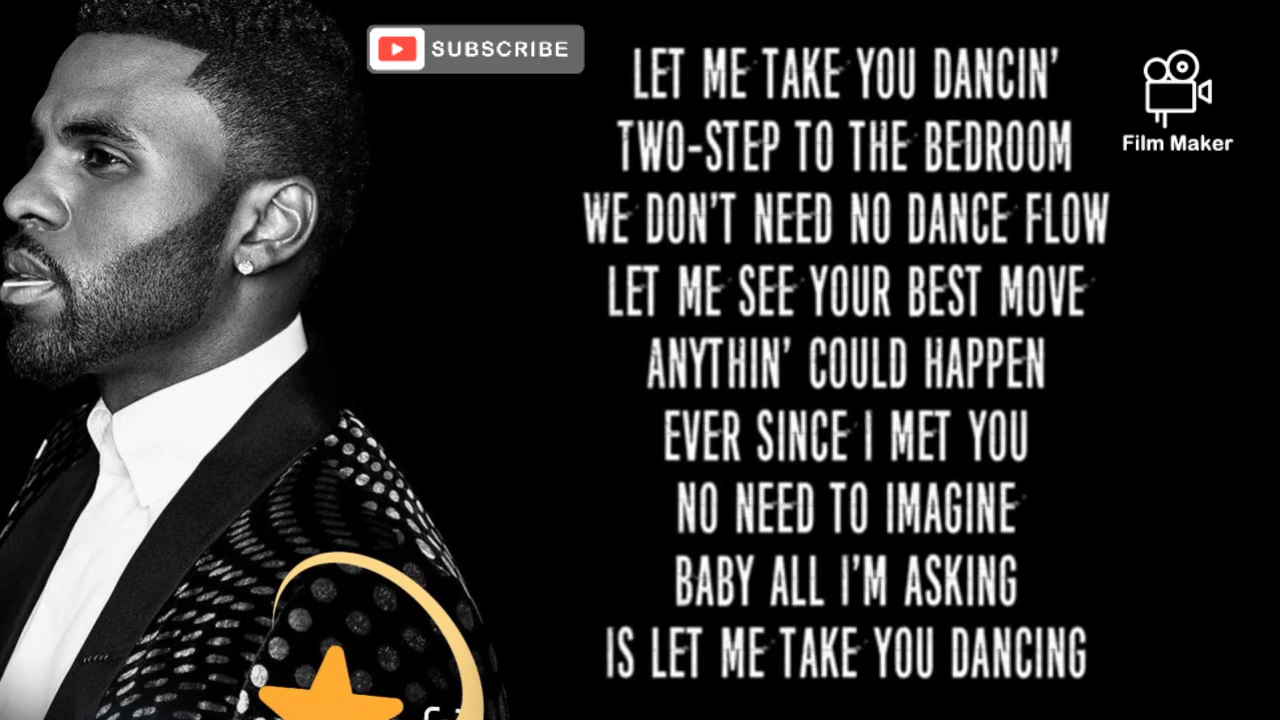 SUBSCRIBE
LET ME TAKE YOU DANCIN'
TWO-STEP TO THE BEDROOM
WE DON'T NEED NO DANCE FLOW
LET ME SEE YOUR BEST MOVE
ANYTHIN' COULD HAPPEN
EVER SINCE I MET YOU
NO NEED TO IMAGINE
BABY ALL I'M ASKING
IS LET ME TAKE YOU DANCING
Film Maker